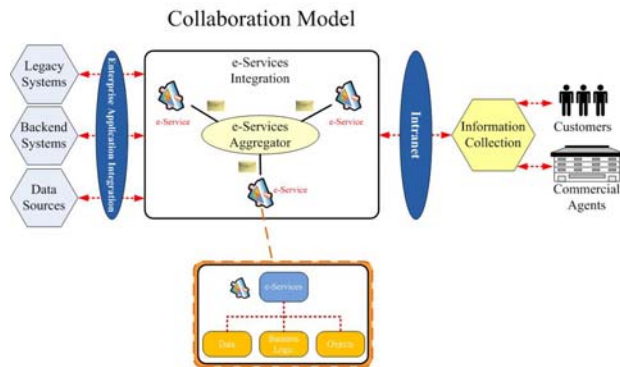 Collaboration Model
Legacy
Systems
Backend
Systems
Data
Sources
Enterprise Application Integration
e-Services
Integration
e-Service
e-Service
e-Services
Aggregator
e-Service
Intranet
Information
Collection
Customers
Commercial
Agents
e-Services
Data
Business
Logic
Objects